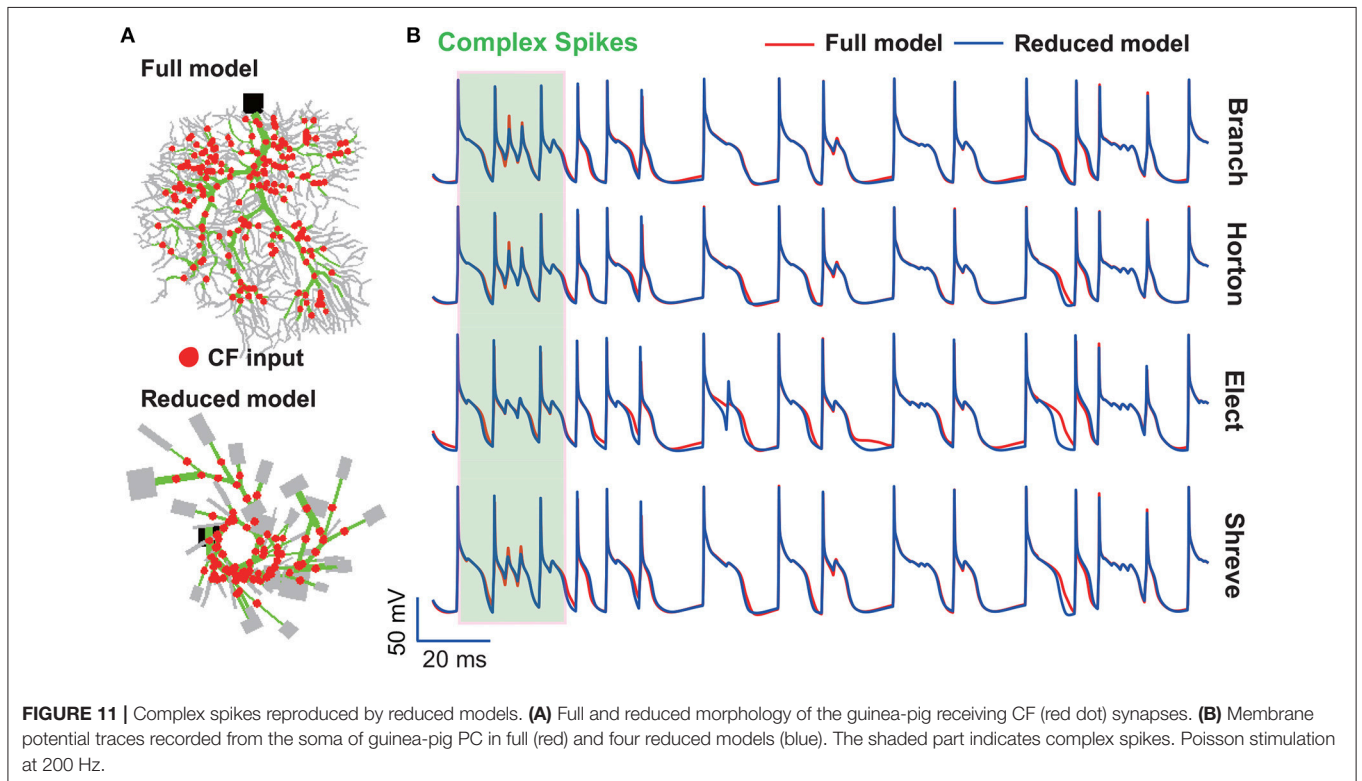 A
Full model
CF input
Reduced model
B
Complex Spikes
Full model
Reduced model
Branch
Horton
Elect
Shreve
50 mV
20 ms
FIGURE 11 | Complex spikes reproduced by reduced models. (A) Full and reduced morphology of the guinea-pig receiving CF (red dot) synapses. (B) Membrane
potential traces recorded from the soma of guinea-pig PC in full (red) and four reduced models (blue). The shaded part indicates complex spikes. Poisson stimulation
at 200 Hz.